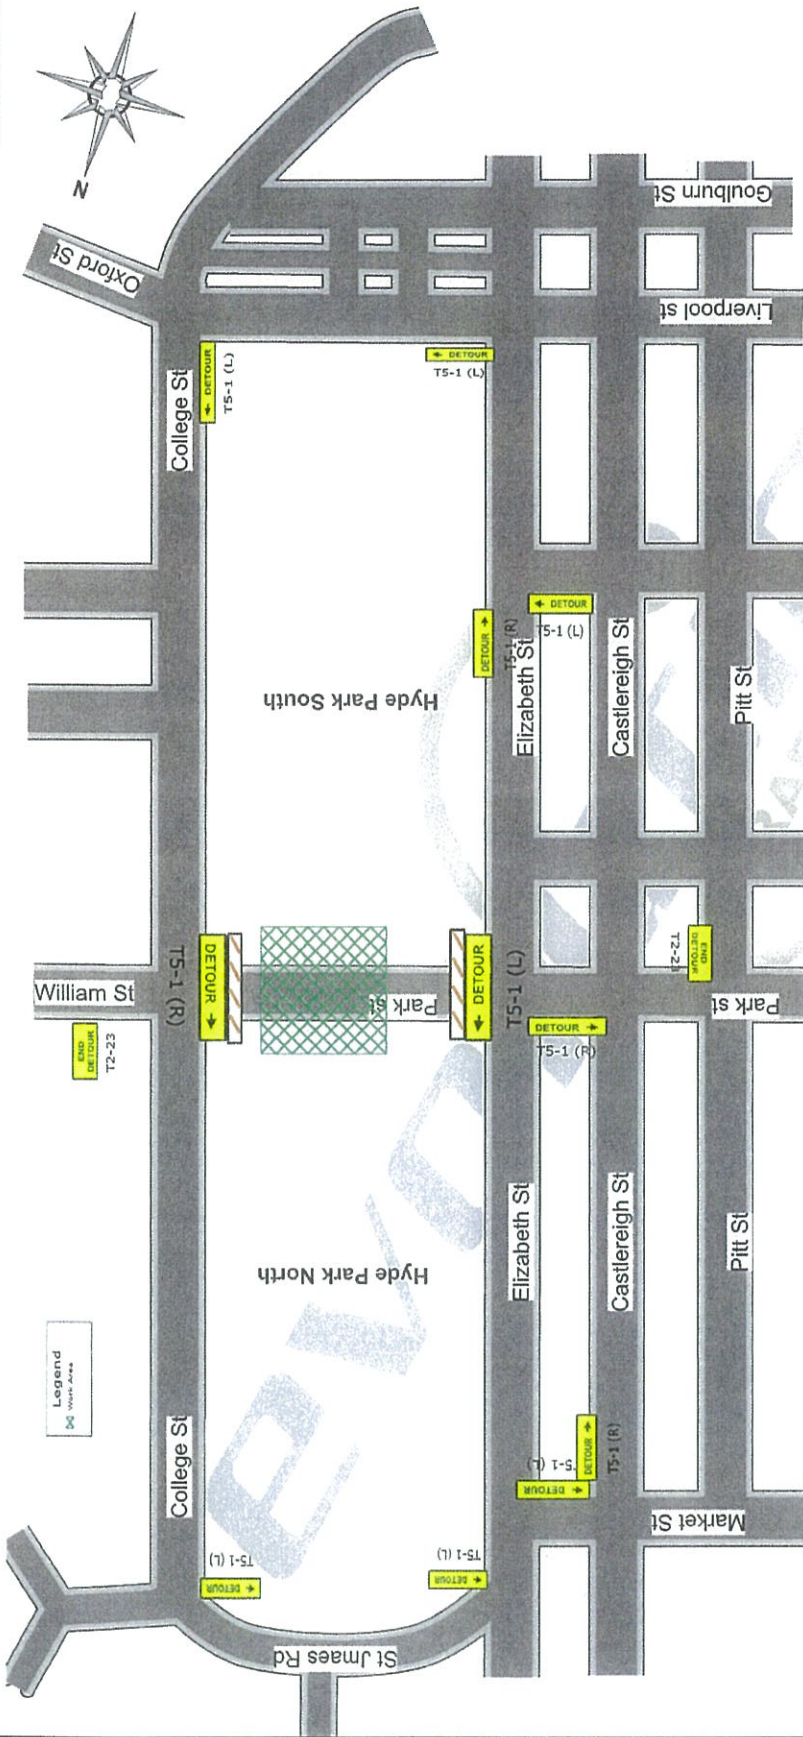 N
Oxford St
Goulburn St
Liverpool st
College St
← DETOUR
T5-1 (L)
← DETOUR
T5-1 (L)
← DETOUR
T5-1 (L)
DETOUR →
T5-1 (R)
Elizabeth St
Castlereigh St
Pitt St
Hyde Park South
William St
T5-1 (R)
DETOUR →
Park st
← DETOUR
T5-1 (L)
END
DETOUR
T2-23
END
DETOUR
T2-23
DETOUR →
T5-1 (R)
Park st
Hyde Park North
Elizabeth St
Castlereigh St
Pitt St
Legend
Work Area
College St
DETOUR →
T5-1 (R)
← DETOUR
T5-1 (L)
Market St
← DETOUR
T5-1 (L)
← DETOUR
T5-1 (L)
St Jmaes Rd
evo